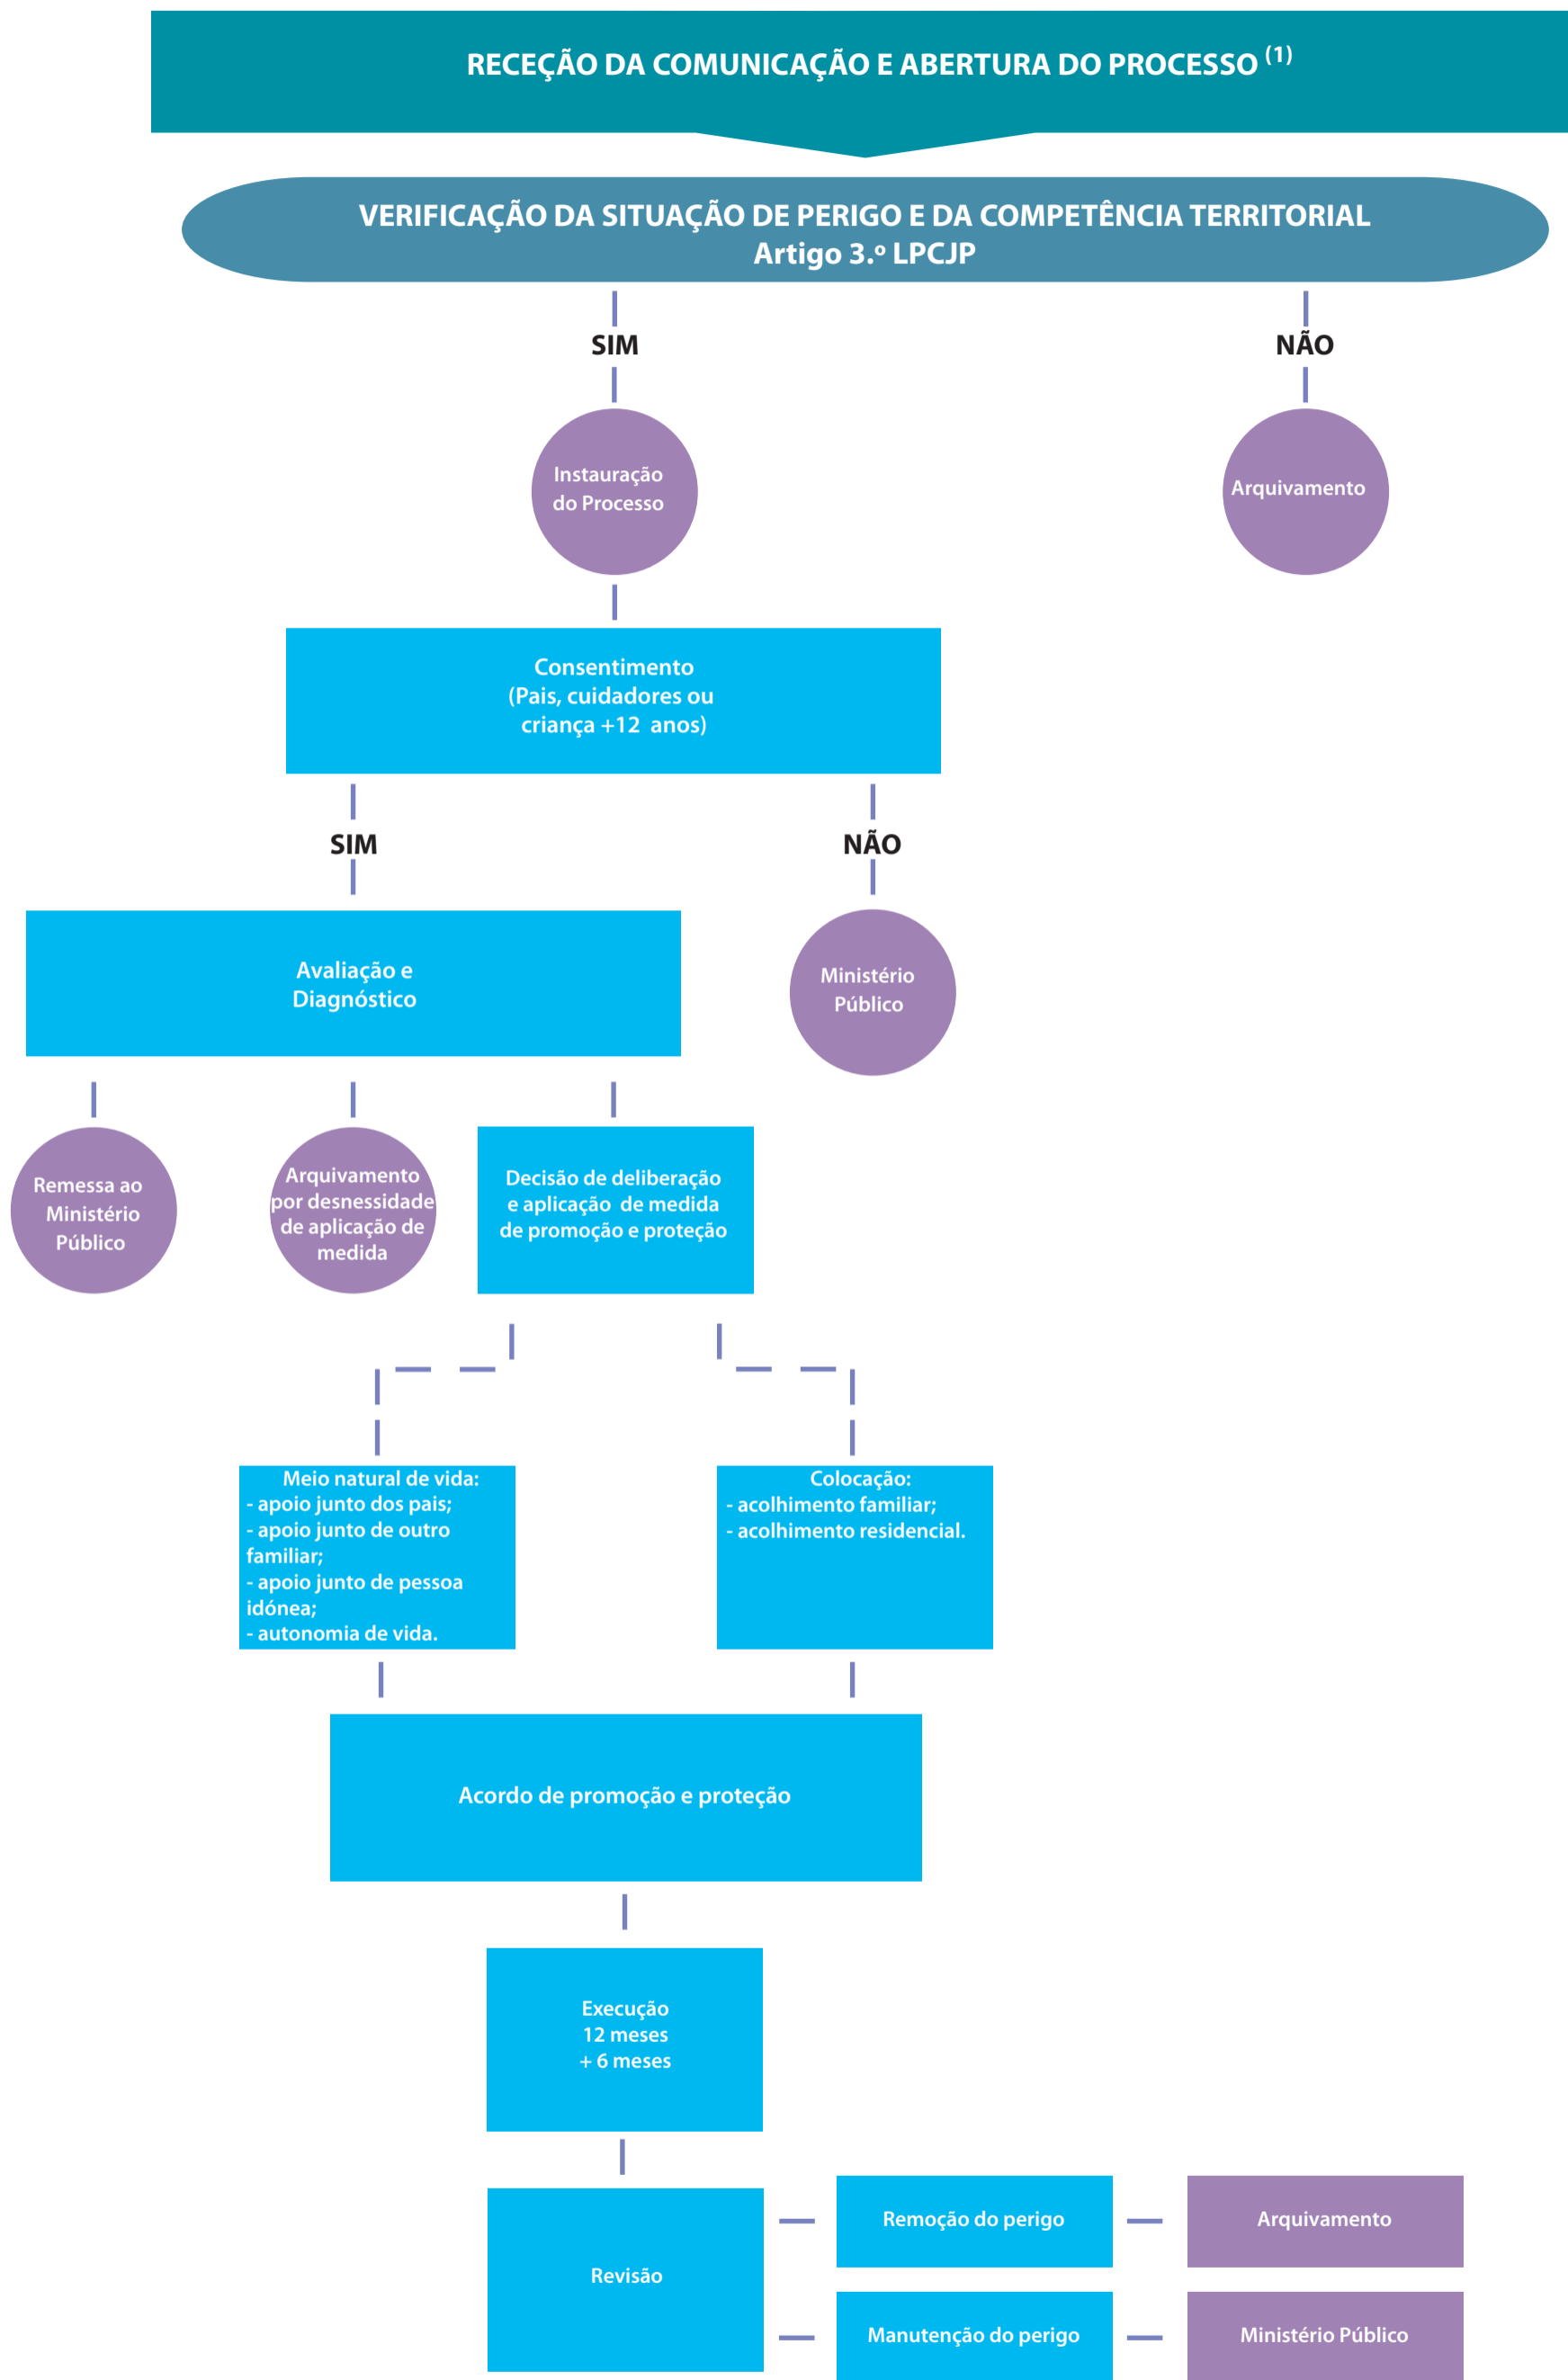 RECEÇÃO DA COMUNICAÇÃO E ABERTURA DO PROCESSO (1)
VERIFICAÇÃO DA SITUAÇÃO DE PERIGO E DA COMPETÊNCIA TERRITORIAL
Artigo 3.º LPCJP
SIM
NÃO
Instauração
do Processo
Arquivamento
Consentimento
(Pais, cuidadores ou
criança +12 anos)
SIM
NÃO
Avaliação e
Diagnóstico
Ministério
Público
Remessa ao
Ministério
Público
Arquivamento
por desnessidade
de aplicação de
medida
Decisão de deliberação
e aplicação de medida
de promoção e proteção
Meio natural de vida:
- apoio junto dos pais;
- apoio junto de outro
familiar;
- apoio junto de pessoa
idónea;
- autonomia de vida.
Colocação:
- acolhimento familiar;
- acolhimento residencial.
Acordo de promoção e proteção
Execução
12 meses
+ 6 meses
Revisão
Remoção do perigo
Arquivamento
Manutenção do perigo
Ministério Público